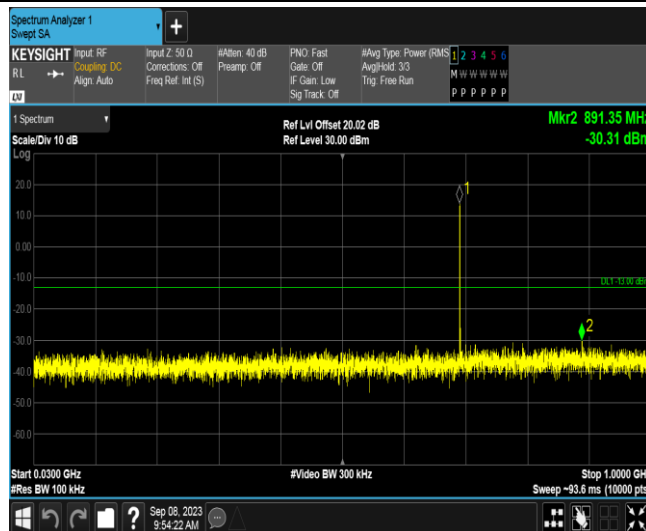 Spectrum Analyzer 1
Swept SA
+
KEYSIGHT
RL
LXI
Input: RF
Coupling: DC
Align: Auto
Input Z: 50 Ω
Corrections: Off
Freq Ref: Int (S)
#Atten: 40 dB
Preamp: Off
PNO: Fast
Gate: Off
IF Gain: Low
Sig Track: Off
#Avg Type: Power (RMS
Avg|Hold: 3/3
Trig: Free Run
1 2 3 4 5 6
M W W W W W
P P P P P P
1 Spectrum
Scale/Div 10 dB
Ref Lvl Offset 20.02 dB
Ref Level 30.00 dBm
Mkr2 891.35 MHz
-30.31 dBm
Log
20.0
10.0
0.00
-10.0
-20.0
-30.0
-40.0
-50.0
-60.0
1
DL1 -13.00 dBm
2
Start 0.0300 GHz
#Res BW 100 kHz
#Video BW 300 kHz
Stop 1.0000 GH
Sweep ~93.6 ms (10000 pts
?
Sep 08, 2023
9:54:22 AM